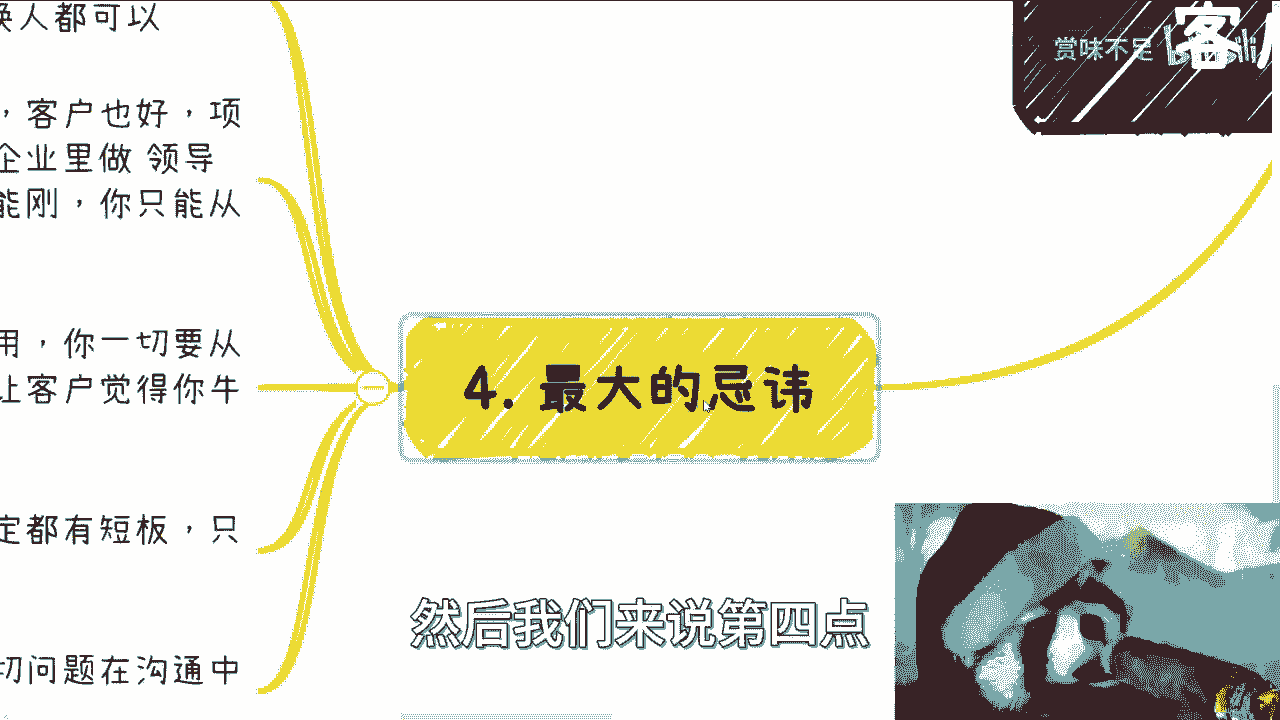 换人都可以
，客户也好，项
企业里做 领导
能刚，你只能从
用，你一切要从
让客户觉得你牛
定都有短板，只
切问题在沟通中
4. 最大的忌讳
赏味不足 bilibili
客户
然后我们来说第四点